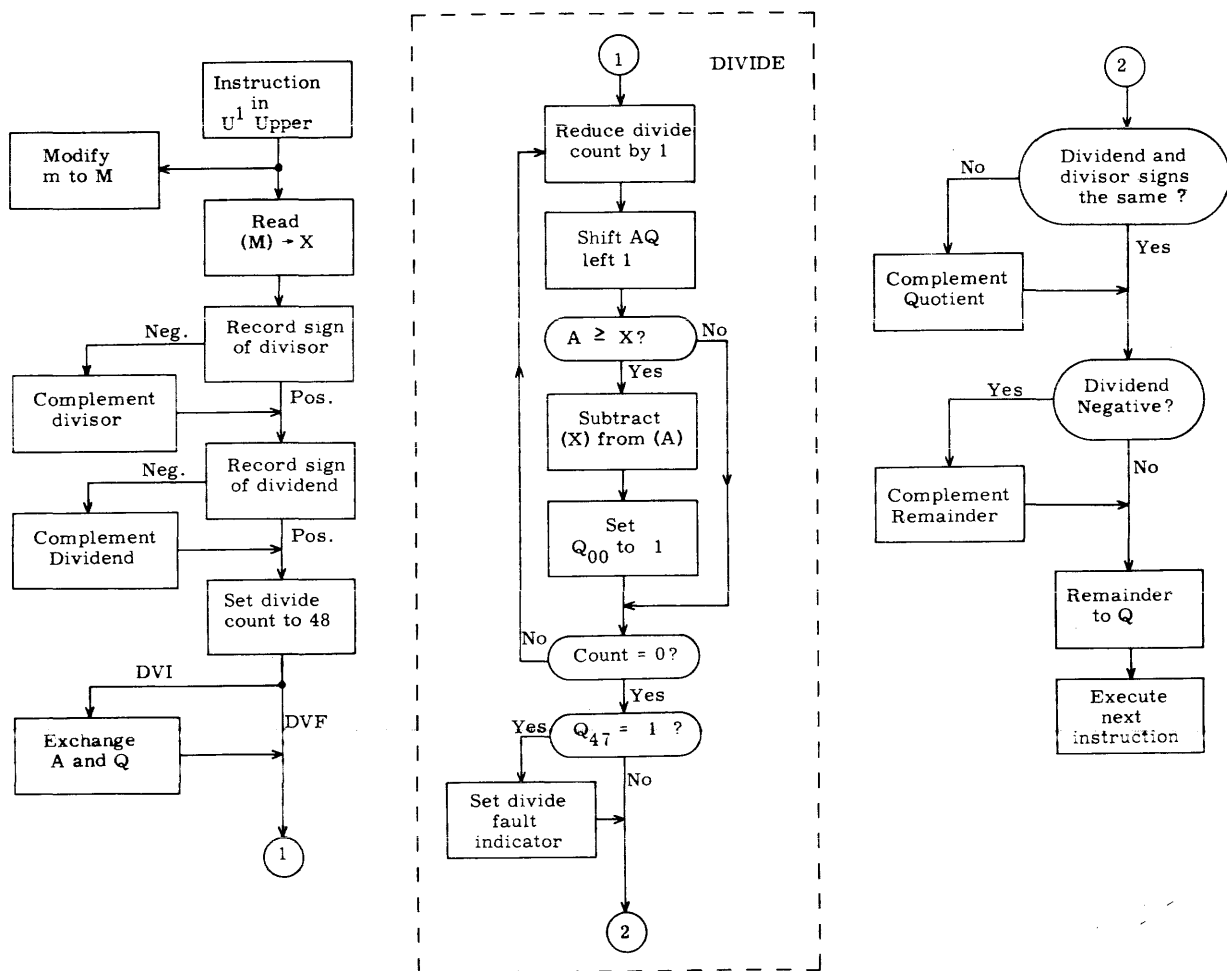 Instruction
in
U1 Upper
Modify
m to M
Read
(M) → X
Neg.
Record sign
of divisor
Complement
divisor
Pos.
Neg.
Record sign
of dividend
Complement
Dividend
Pos.
Set divide
count to 48
DVI
DVF
Exchange
A and Q
1
1
DIVIDE
Reduce divide
count by 1
Shift AQ
left 1
A ≥ X?
No
Yes
Subtract
(X) from (A)
Set
Q00 to 1
No
Count = 0?
Yes
Yes
Q47 = 1 ?
No
Set divide
fault
indicator
2
2
Dividend and
divisor signs
the same ?
No
Yes
Complement
Quotient
Dividend
Negative?
Yes
No
Complement
Remainder
Remainder
to Q
Execute
next
instruction